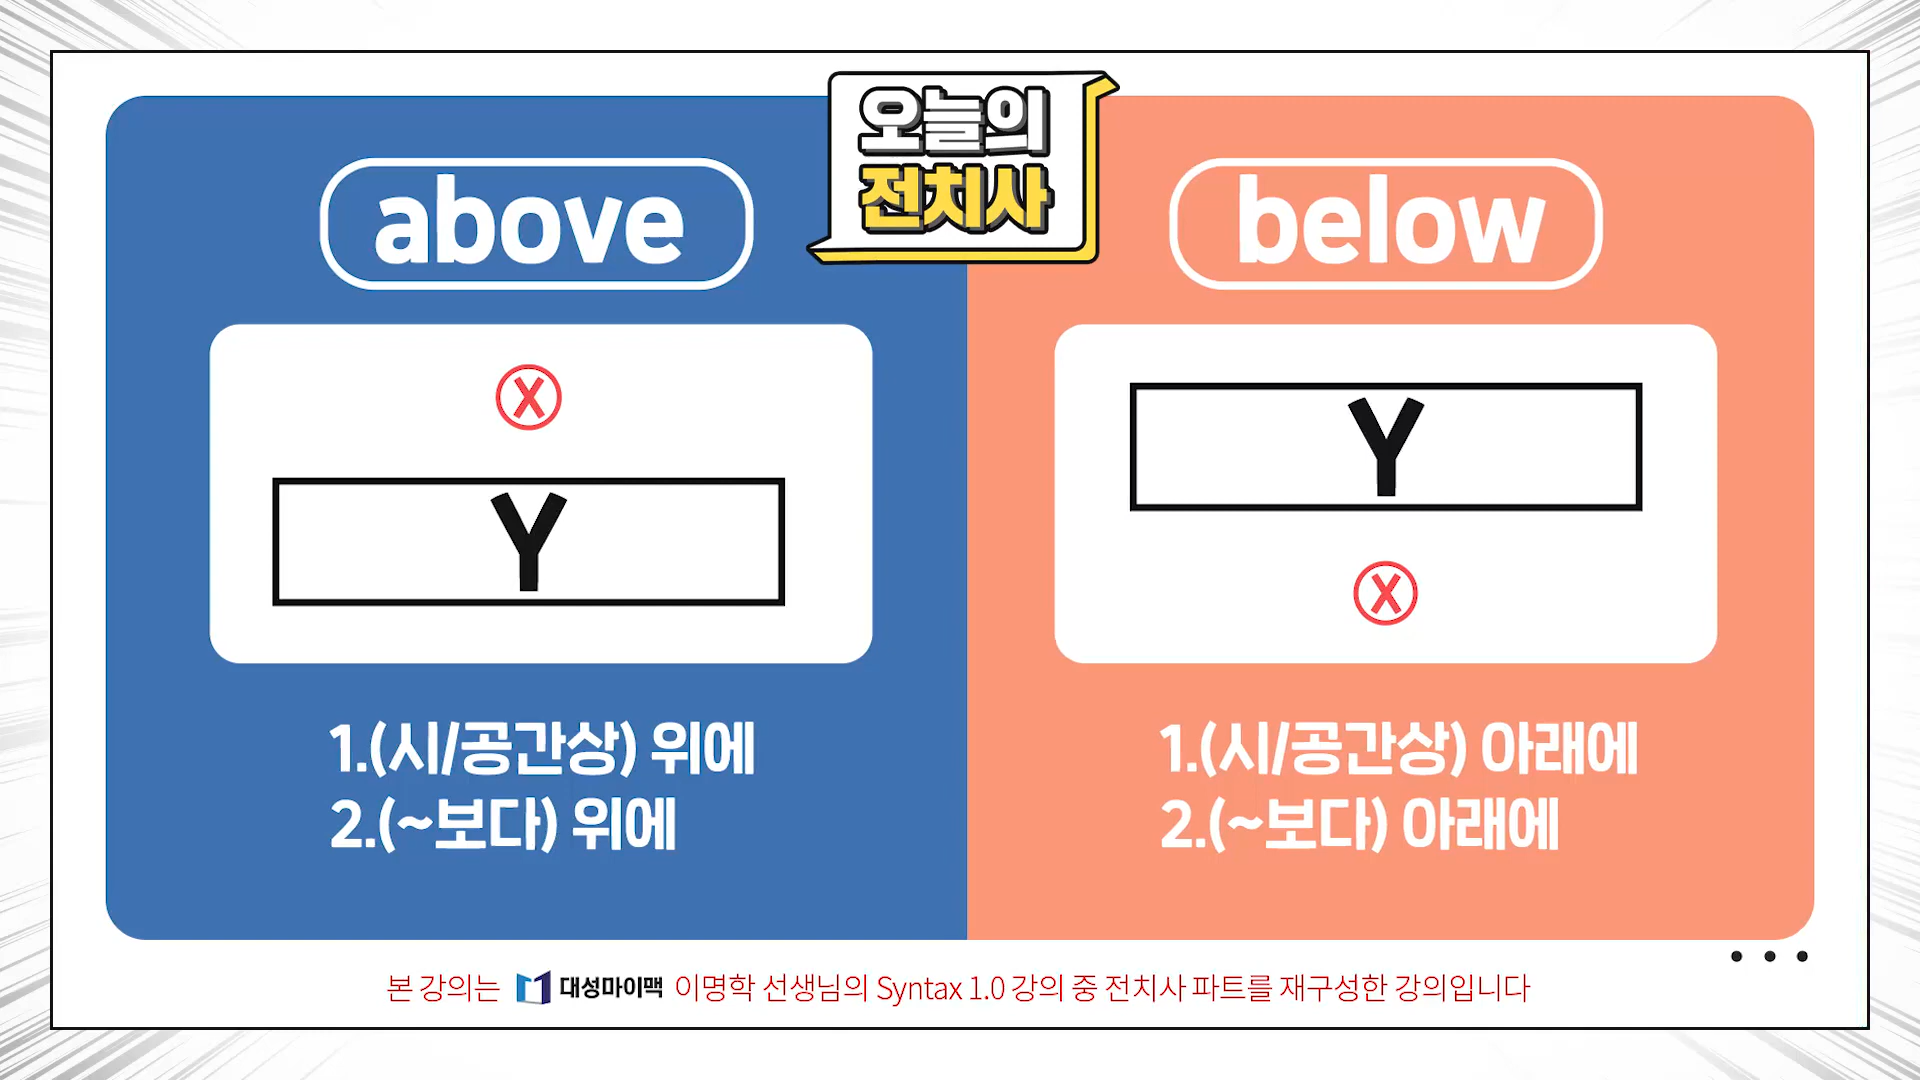 오늘의
전치사
above
X
Y
1.(시/공간상) 위에
2.(~보다) 위에
below
Y
X
1.(시/공간상) 아래에
2.(~보다) 아래에
본 강의는 대성마이맥 이명학 선생님의 Syntax 1.0 강의 중 전치사 파트를 재구성한 강의입니다